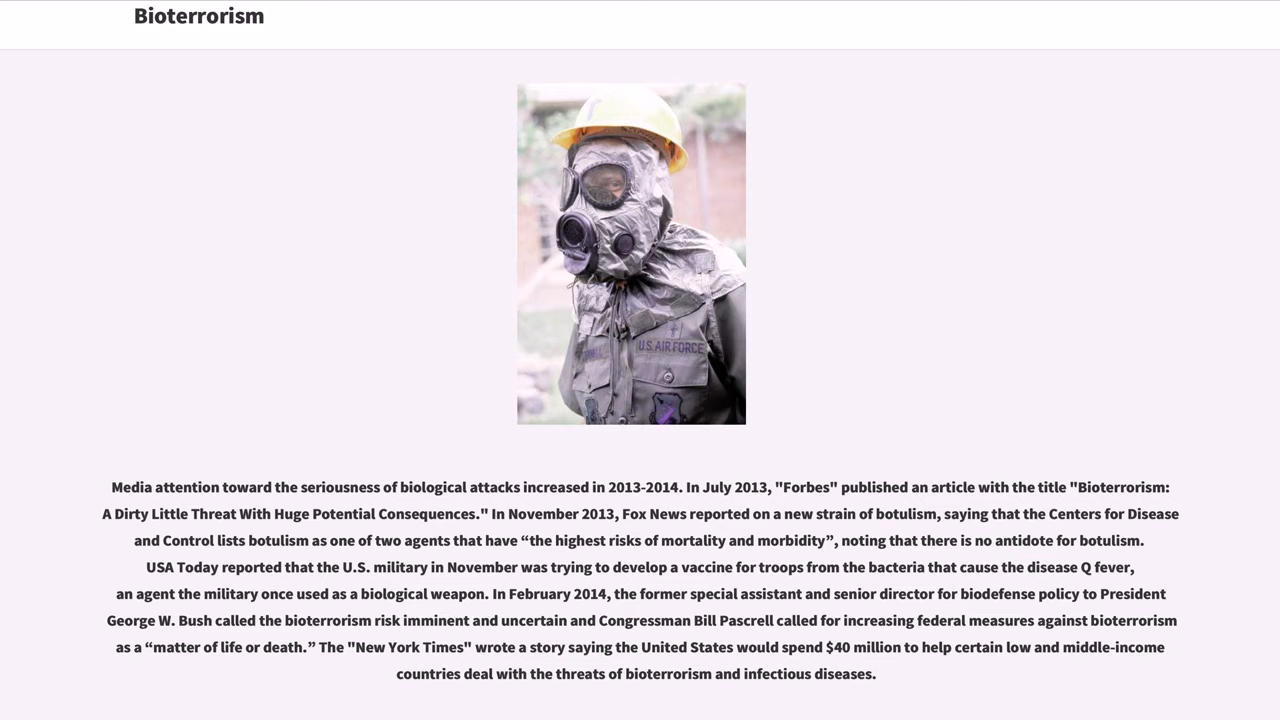 Bioterrorism
U.S. AIR FORCE
Media attention toward the seriousness of biological attacks increased in 2013-2014. In July 2013, "Forbes" published an article with the title "Bioterrorism:
A Dirty Little Threat With Huge Potential Consequences." In November 2013, Fox News reported on a new strain of botulism, saying that the Centers for Disease
and Control lists botulism as one of two agents that have “the highest risks of mortality and morbidity”, noting that there is no antidote for botulism.
USA Today reported that the U.S. military in November was trying to develop a vaccine for troops from the bacteria that cause the disease Q fever,
an agent the military once used as a biological weapon. In February 2014, the former special assistant and senior director for biodefense policy to President
George W. Bush called the bioterrorism risk imminent and uncertain and Congressman Bill Pascrell called for increasing federal measures against bioterrorism
as a “matter of life or death.” The "New York Times" wrote a story saying the United States would spend $40 million to help certain low and middle-income
countries deal with the threats of bioterrorism and infectious diseases.